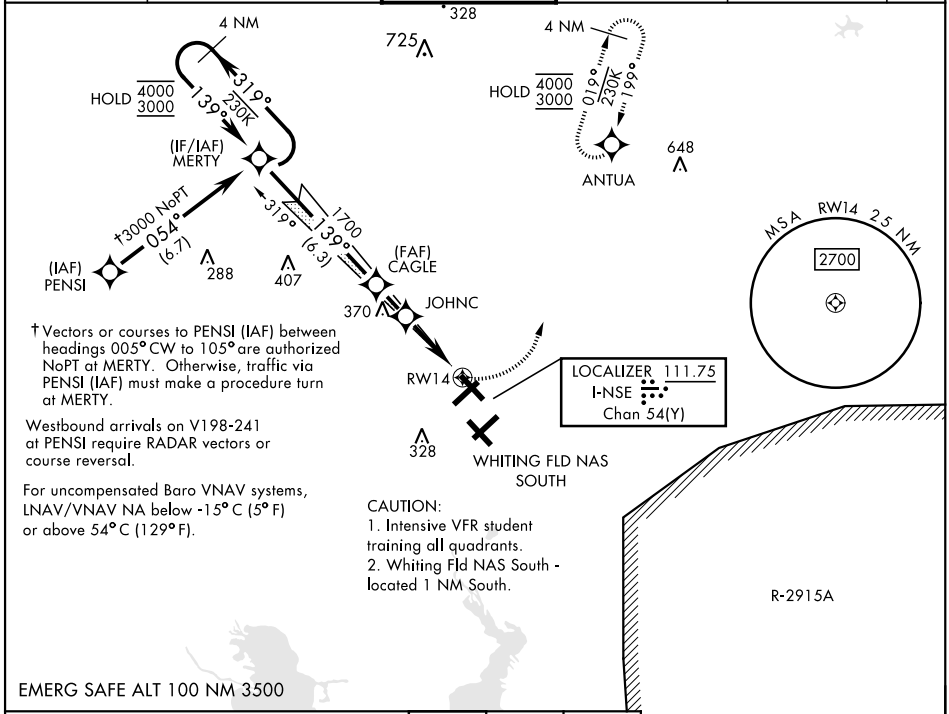 328
725
4 NM
4 NM
HOLD 4000 3000
319°
230K
139°
HOLD 4000 3000
019°
230K
199°
(IF/IAF)
MERTY
648
ANTUA
†3000 NoPT
054°
(6.7)
319°
1700
139°
(6.3)
(FAF)
CAGLE
MSA RW14 25 NM
2700
(IAF)
PENSI
288
407
370
JOHNC
† Vectors or courses to PENSI (IAF) between
headings 005° CW to 105° are authorized
NoPT at MERTY. Otherwise, traffic via
PENSI (IAF) must make a procedure turn
at MERTY.
RW14
LOCALIZER 111.75
I-NSE
Chan 54(Y)
Westbound arrivals on V198-241
at PENSI require RADAR vectors or
course reversal.
328
WHITING FLD NAS
SOUTH
For uncompensated Baro VNAV systems,
LNAV/VNAV NA below -15° C (5° F)
or above 54° C (129° F).
CAUTION:
1. Intensive VFR student
training all quadrants.
2. Whiting Fld NAS South -
located 1 NM South.
R-2915A
EMERG SAFE ALT 100 NM 3500